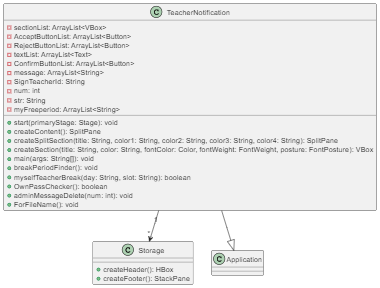 C TeacherNotification
sectionList: ArrayList<VBox>
AcceptButtonList: ArrayList<Button>
RejectButtonList: ArrayList<Button>
textList: ArrayList<Text>
ConfirmButtonList: ArrayList<Button>
message: ArrayList<String>
SignTeacherId: String
num: int
str: String
myFreeperiod: ArrayList<String>
start(primaryStage: Stage): void
createContent(): SplitPane
createSplitSection(title: String, color1: String, color2: String, color3: String, color4: String): SplitPane
createSection(title: String, color: String, fontColor: Color, fontWeight: FontWeight, posture: FontPosture): VBox
main(args: String[]): void
breakPeriodFinder(): void
myselfTeacherBreak(day: String, slot: String): boolean
OwnPassChecker(): boolean
adminMessageDelete(num: int): void
ForFileName(): void
C Storage
createHeader(): HBox
createFooter(): StackPane
C Application